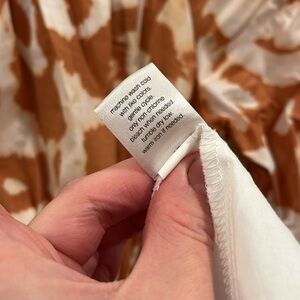 machine wash cold
with like colors.
gentle cycle.
only non chlorine
bleach when needed.
tumble dry low.
warm iron if needed.